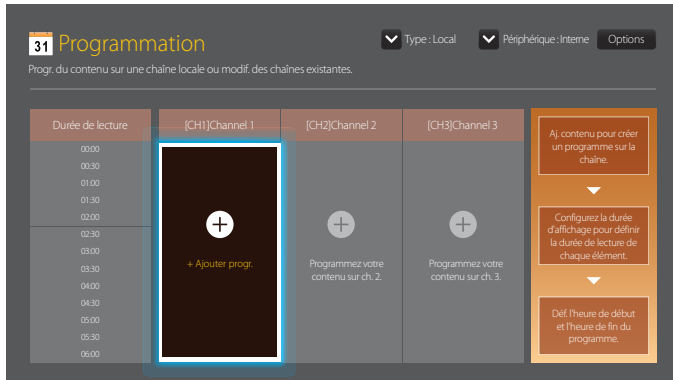 31 Programmation
Type : Local
Périphérique : Interne
Options
Progr. du contenu sur une chaîne locale ou modif. des chaînes existantes.
Durée de lecture
[CH1]Channel 1
[CH2]Channel 2
[CH3]Channel 3
00:00
00:30
01:00
01:30
02:00
02:30
03:00
03:30
04:00
04:30
05:00
05:30
06:00
+ Ajouter progr.
Programmez votre
contenu sur ch. 2.
Programmez votre
contenu sur ch. 3.
Aj. contenu pour créer
un programme sur la
chaîne.
Configurez la durée
d'affichage pour définir
la durée de lecture de
chaque élément.
Déf. l'heure de début
et l'heure de fin du
programme.